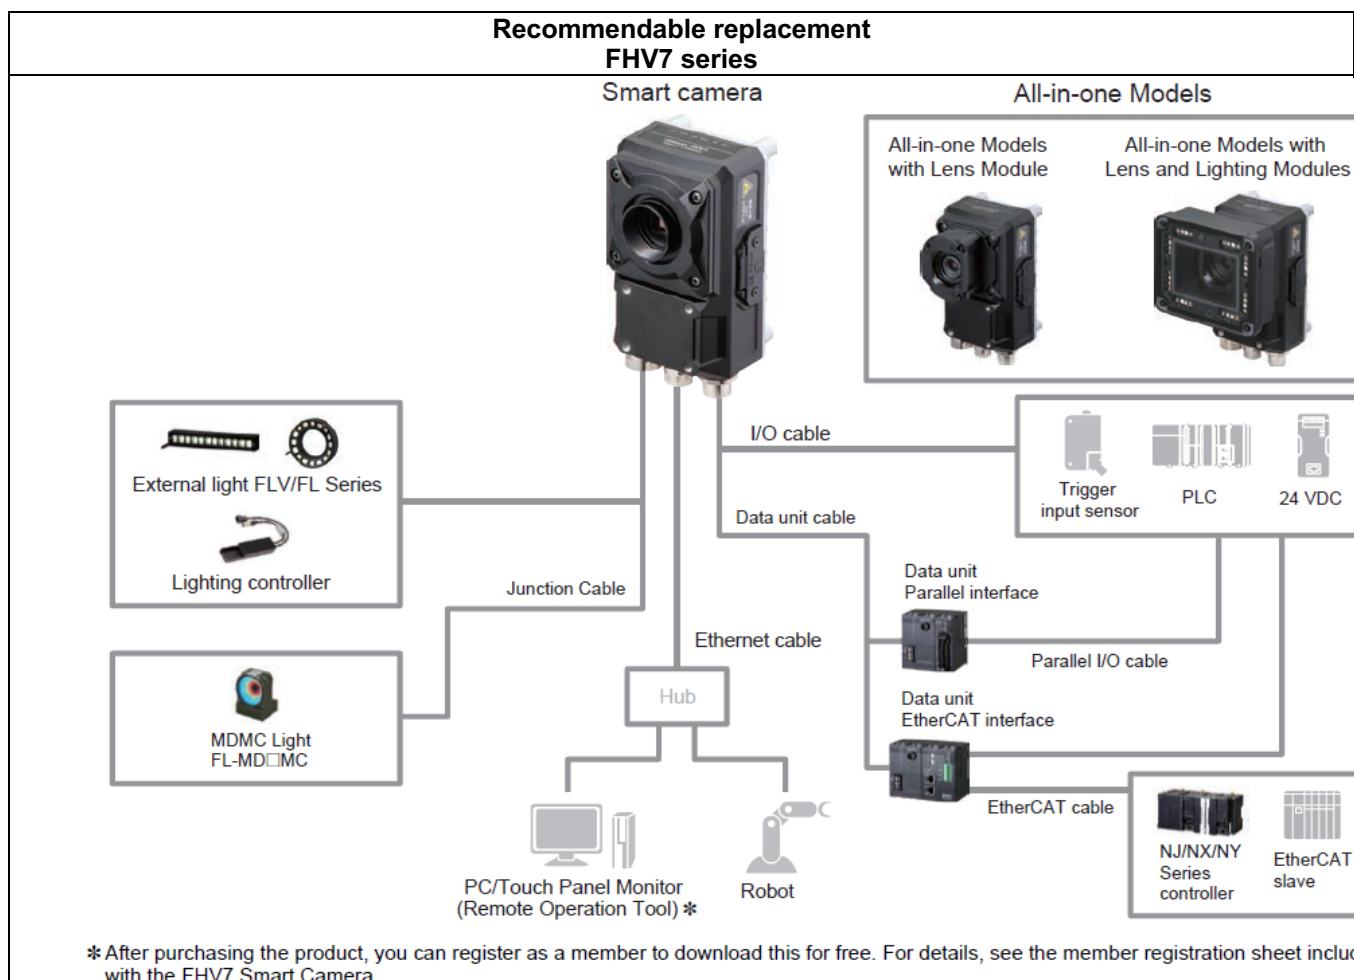 Recommendable replacement
FHV7 series
Smart camera
All-in-one Models
All-in-one Models
with Lens Module
All-in-one Models with
Lens and Lighting Modules
External light FLV/FL Series
Lighting controller
Junction Cable
MDMC Light
FL-MD□MC
I/O cable
Data unit cable
Trigger
input sensor
PLC
24 VDC
Data unit
Parallel interface
Parallel I/O cable
Ethernet cable
Hub
Data unit
EtherCAT interface
EtherCAT cable
NJ/NX/NY
Series
controller
EtherCAT
slave
PC/Touch Panel Monitor
(Remote Operation Tool) ✻
Robot
✻ After purchasing the product, you can register as a member to download this for free. For details, see the member registration sheet includ
with the FHV7 Smart Camera